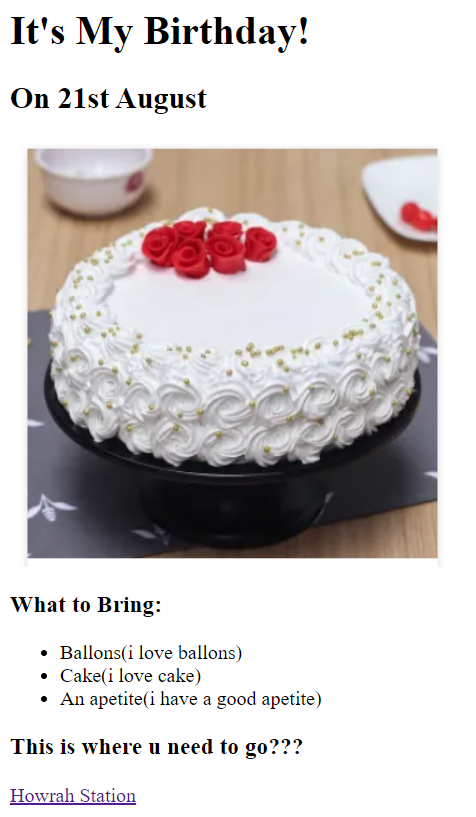 It's My Birthday!
On 21st August
What to Bring:
Ballons(i love ballons)
Cake(i love cake)
An apetite(i have a good apetite)
This is where u need to go???
Howrah Station